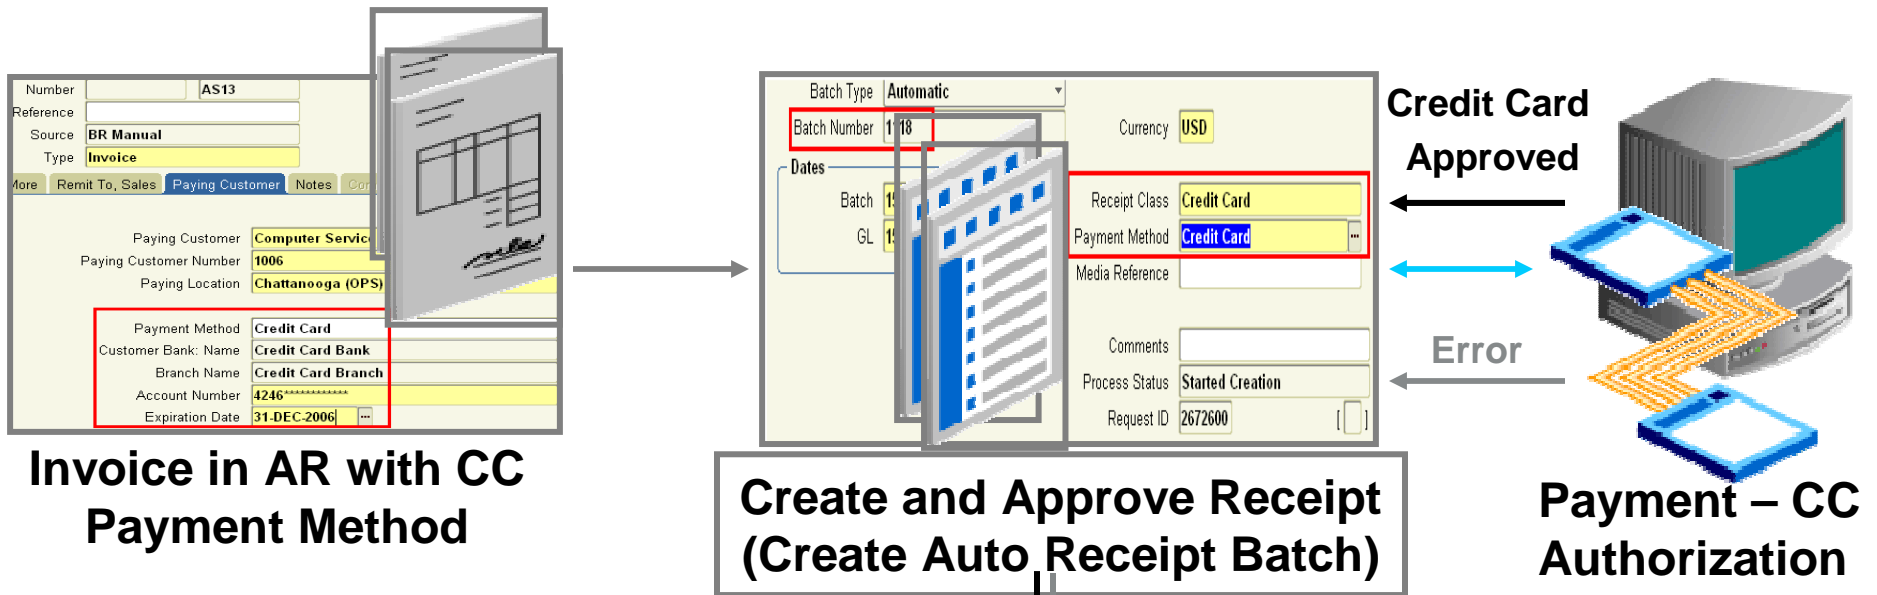 Number AS13
Reference
Source BR Manual
Type Invoice
More Remit To, Sales Paying Customer Notes
Paying Customer Computer Service
Paying Customer Number 1006
Paying Location Chattanooga (OPS)
Payment Method Credit Card
Customer Bank: Name Credit Card Bank
Branch Name Credit Card Branch
Account Number 4246************
Expiration Date 31-DEC-2006
Invoice in AR with CC
Payment Method
Batch Type Automatic
Batch Number
Currency USD
Dates
Batch
GL
Receipt Class Credit Card
Payment Method Credit Card
Media Reference
Comments
Process Status Started Creation
Request ID 2672600 [ ]
Create and Approve Receipt
(Create Auto Receipt Batch)
Credit Card
Approved
Error
Payment – CC
Authorization